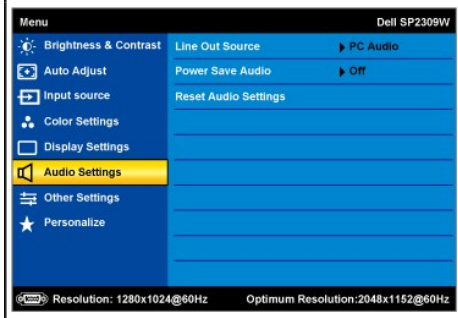 Menu Dell SP2309W
Brightness & Contrast Line Out Source PC Audio
Auto Adjust Power Save Audio Off
Input source Reset Audio Settings
Color Settings
Display Settings
Audio Settings
Other Settings
Personalize
Resolution: 1280x1024@60Hz Optimum Resolution:2048x1152@60Hz